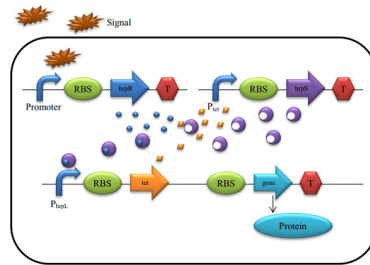 Signal
RBS
hrpR
T
RBS
hrpS
T
Promoter
Ptet
RBS
tet
RBS
gene
T
PhrpL
Protein